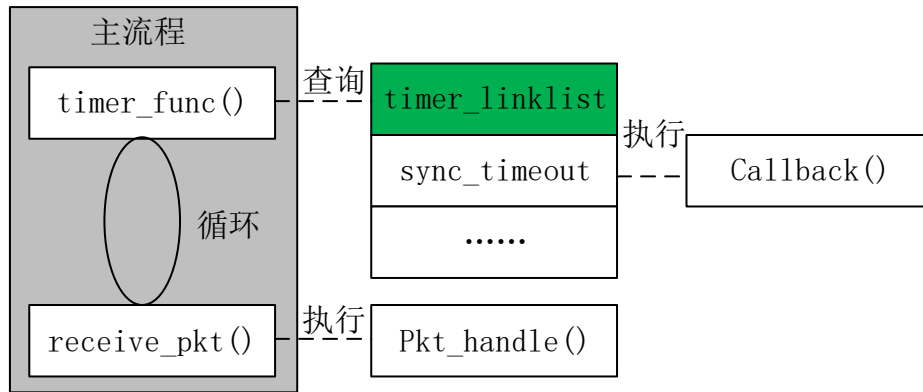 主流程
timer_func()
查询
timer_linklist
执行
sync_timeout
Callback()
循环
……
receive_pkt()
执行
Pkt_handle()